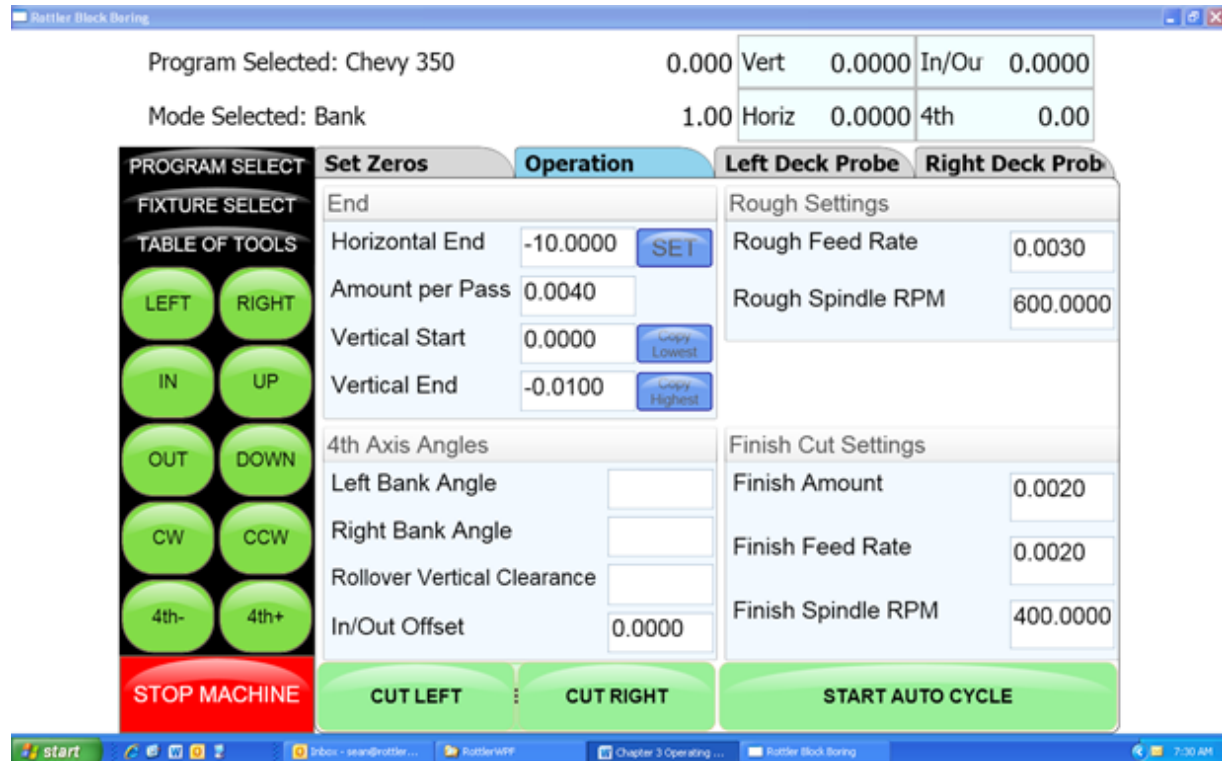 Rottler Block Boring
Program Selected: Chevy 350 0.000 Vert 0.0000 In/Ou 0.0000
Mode Selected: Bank 1.00 Horiz 0.0000 4th 0.00
PROGRAM SELECT
FIXTURE SELECT
TABLE OF TOOLS
LEFT RIGHT
IN UP
OUT DOWN
CW CCW
4th- 4th+
STOP MACHINE
Set Zeros Operation Left Deck Probe Right Deck Prob
End
Horizontal End -10.0000 SET
Amount per Pass 0.0040
Vertical Start 0.0000 Copy Lowest
Vertical End -0.0100 Copy Highest
Rough Settings
Rough Feed Rate 0.0030
Rough Spindle RPM 600.0000
4th Axis Angles
Left Bank Angle
Right Bank Angle
Rollover Vertical Clearance
In/Out Offset 0.0000
Finish Cut Settings
Finish Amount 0.0020
Finish Feed Rate 0.0020
Finish Spindle RPM 400.0000
CUT LEFT CUT RIGHT START AUTO CYCLE
start Inbox - sean@rottler... RottlerWPF Chapter 3 Operating ... Rottler Block Boring 7:30 AM